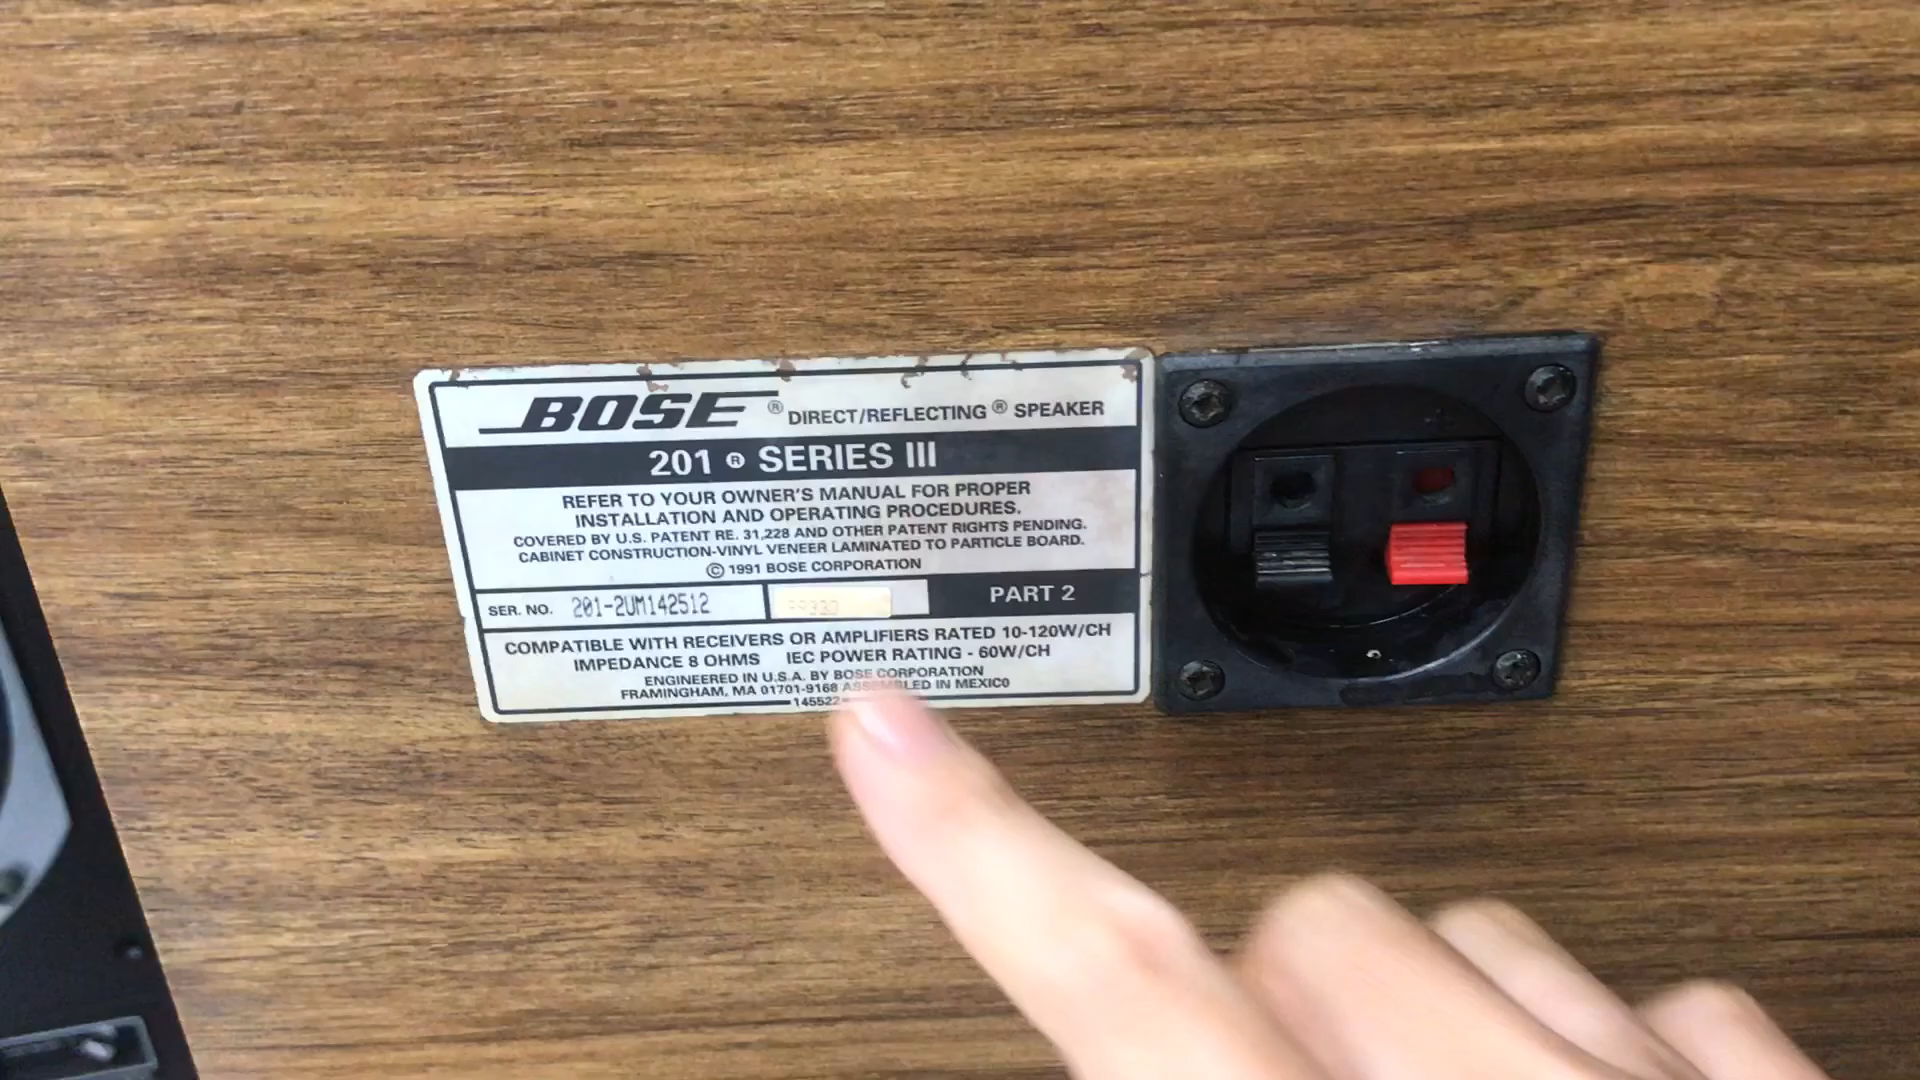 BOSE ® DIRECT/REFLECTING ® SPEAKER
201 ® SERIES III
REFER TO YOUR OWNER'S MANUAL FOR PROPER
INSTALLATION AND OPERATING PROCEDURES.
COVERED BY U.S. PATENT RE. 31,228 AND OTHER PATENT RIGHTS PENDING.
CABINET CONSTRUCTION-VINYL VENEER LAMINATED TO PARTICLE BOARD.
© 1991 BOSE CORPORATION
SER. NO. 201-2UM142512 PART 2
COMPATIBLE WITH RECEIVERS OR AMPLIFIERS RATED 10-120W/CH
IMPEDANCE 8 OHMS IEC POWER RATING - 60W/CH
ENGINEERED IN U.S.A. BY BOSE CORPORATION
FRAMINGHAM, MA 01701-9168 ASSEMBLED IN MEXICO
145522